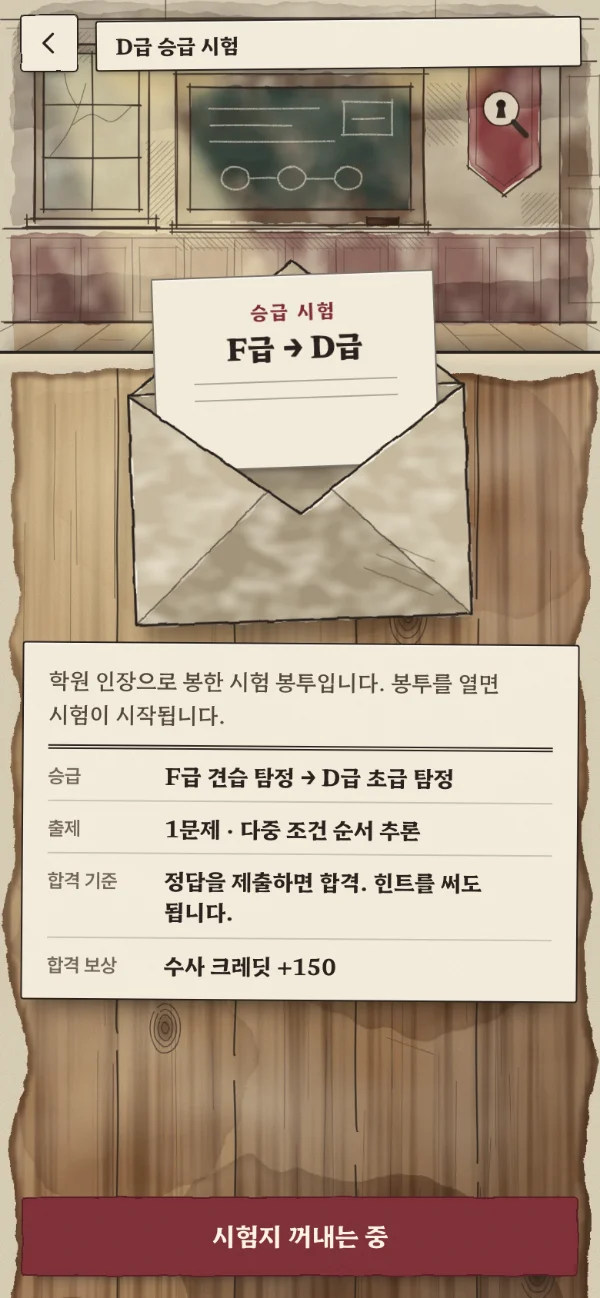 D급 승급 시험
승급 시험
F급 → D급
학원 인장으로 봉한 시험 봉투입니다. 봉투를 열면
시험이 시작됩니다.
승급 F급 견습 탐정 → D급 초급 탐정
출제 1문제 · 다중 조건 순서 추론
합격 기준 정답을 제출하면 합격. 힌트를 써도
됩니다.
합격 보상 수사 크레딧 +150
시험지 꺼내는 중